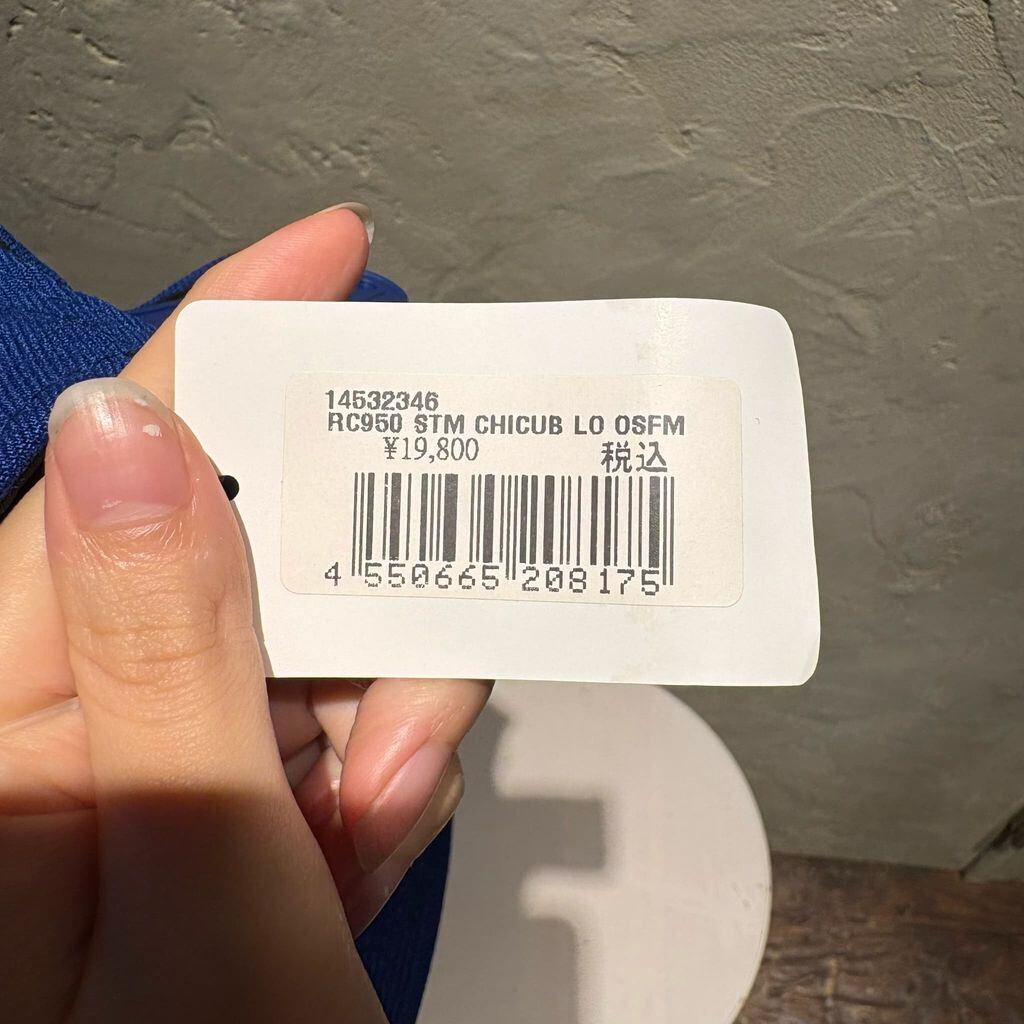 14532346
RC950 STM CHICUB LO OSFM
¥19,800 税込
4 550665 208175